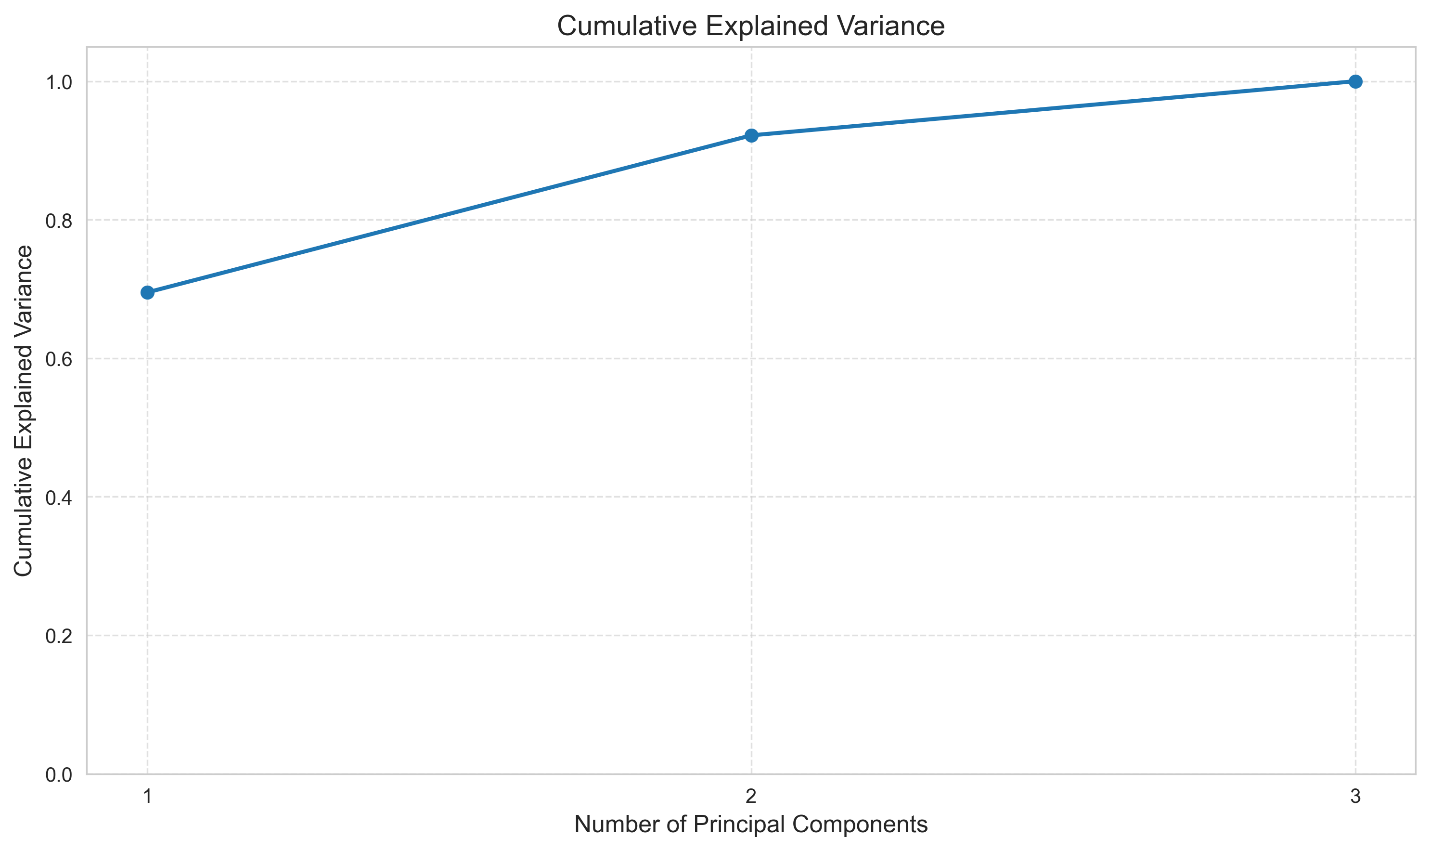 Cumulative Explained Variance
Cumulative Explained Variance
1.0
0.8
0.6
0.4
0.2
0.0
1 2 3
Number of Principal Components